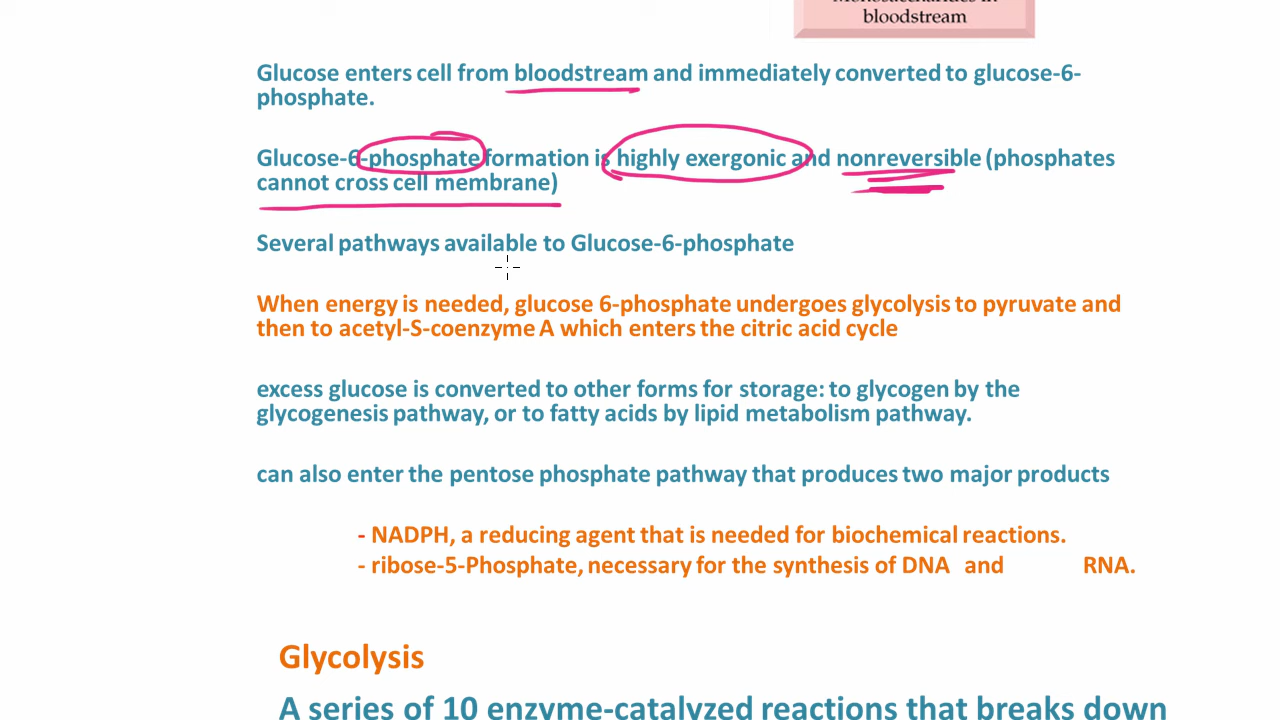 bloodstream
Glucose enters cell from bloodstream and immediately converted to glucose-6-
phosphate.
Glucose-6-phosphate formation is highly exergonic and nonreversible (phosphates
cannot cross cell membrane)
Several pathways available to Glucose-6-phosphate
When energy is needed, glucose 6-phosphate undergoes glycolysis to pyruvate and
then to acetyl-S-coenzyme A which enters the citric acid cycle
excess glucose is converted to other forms for storage: to glycogen by the
glycogenesis pathway, or to fatty acids by lipid metabolism pathway.
can also enter the pentose phosphate pathway that produces two major products
- NADPH, a reducing agent that is needed for biochemical reactions.
- ribose-5-Phosphate, necessary for the synthesis of DNA and RNA.
Glycolysis
A series of 10 enzyme-catalyzed reactions that breaks down